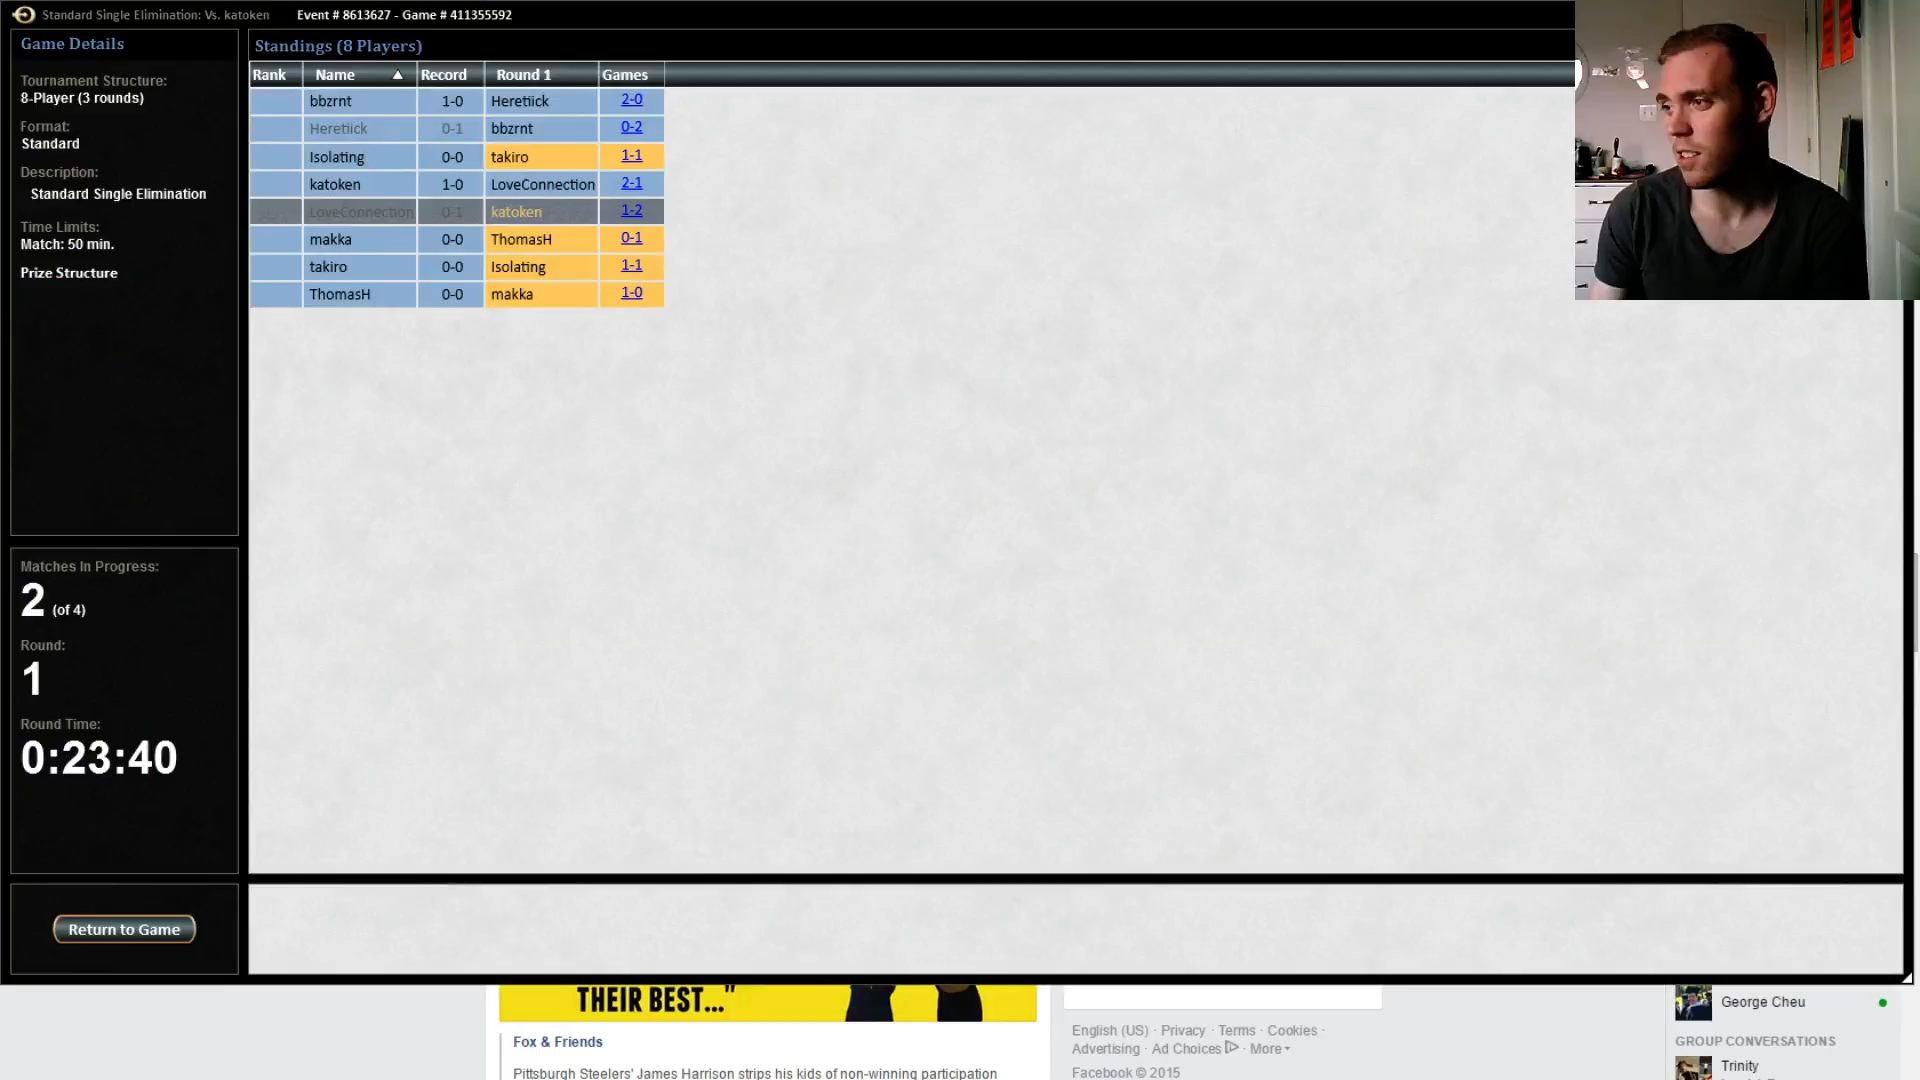 Standard Single Elimination: Vs. katoken Event # 8613627 - Game # 411355592
Game Details
Tournament Structure:
8-Player (3 rounds)
Format:
Standard
Description:
Standard Single Elimination
Time Limits:
Match: 50 min.
Prize Structure
Standings (8 Players)
Rank Name Record Round 1 Games
bbzrnt 1-0 Heretiick 2-0
Heretiick 0-1 bbzrnt 0-2
Isolating 0-0 takiro 1-1
katoken 1-0 LoveConnection 2-1
LoveConnection 0-1 katoken 1-2
makka 0-0 ThomasH 0-1
takiro 0-0 Isolating 1-1
ThomasH 0-0 makka 1-0
Matches In Progress:
2 (of 4)
Round:
1
Round Time:
0:23:40
Return to Game
THEIR BEST..."
Fox & Friends
Pittsburgh Steelers' James Harrison strips his kids of non-winning participation
English (US) · Privacy · Terms · Cookies ·
Advertising · Ad Choices · More
Facebook © 2015
George Cheu
GROUP CONVERSATIONS
Trinity